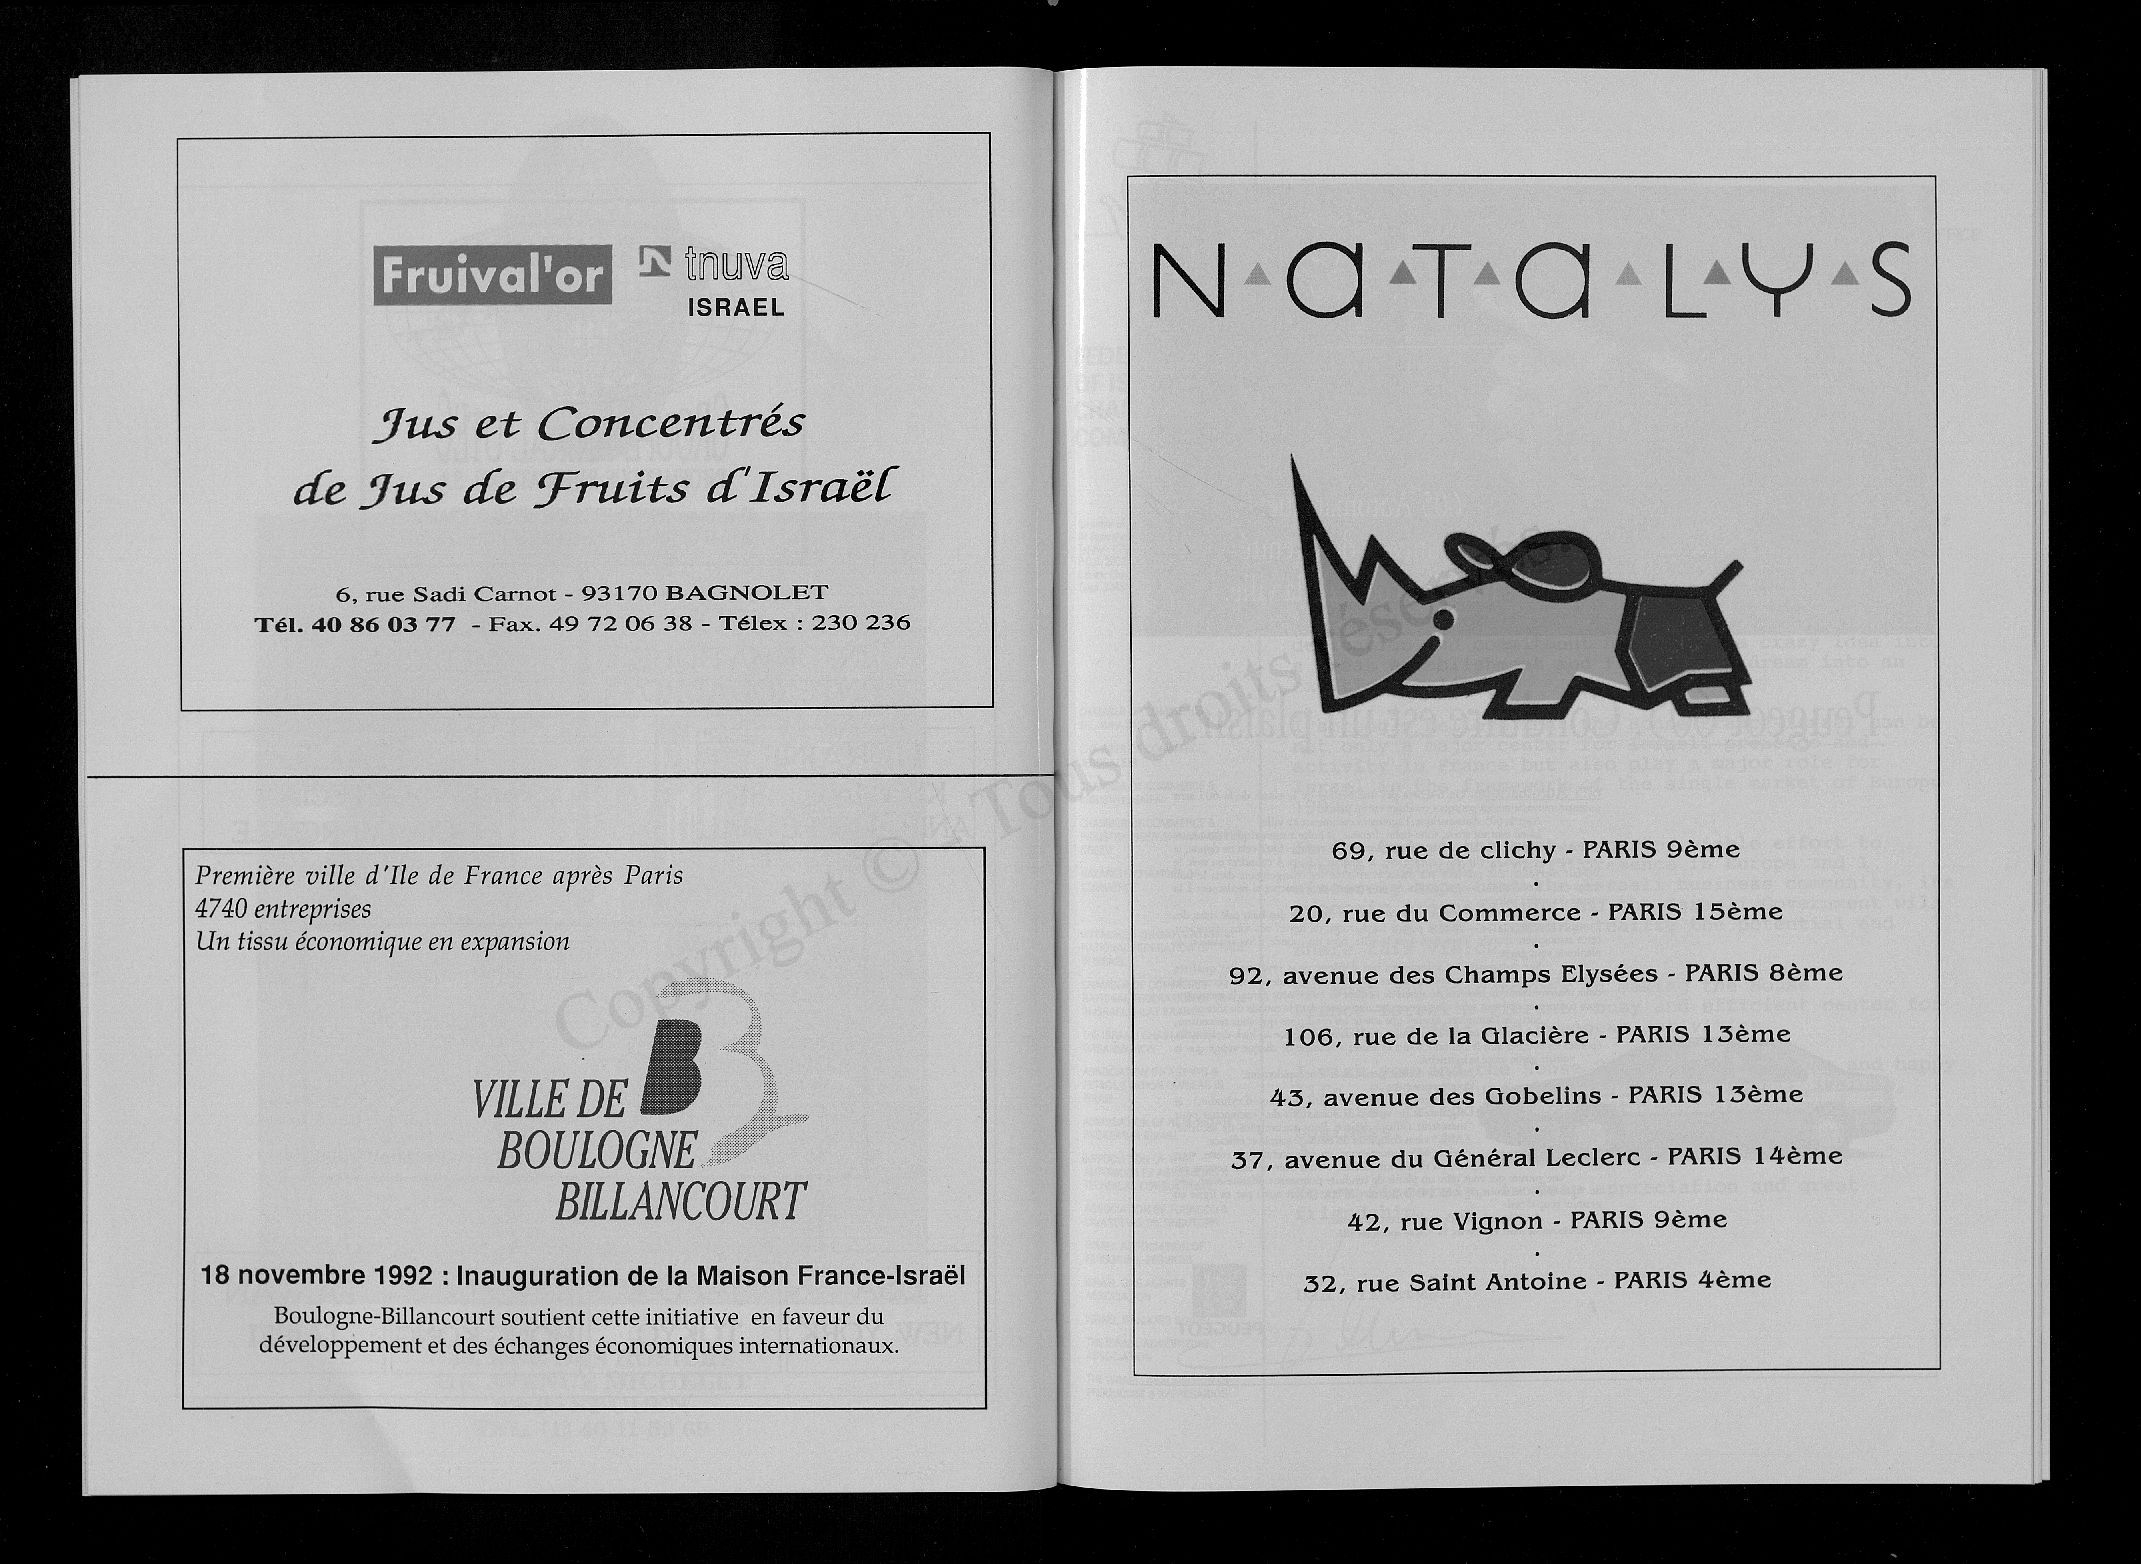 Fruival'or
tnuva
ISRAEL
Jus et Concentrés
de Jus de Fruits d'Israël
6, rue Sadi Carnot - 93170 BAGNOLET
Tél. 40 86 03 77 - Fax. 49 72 06 38 - Télex : 230 236
Première ville d'Ile de France après Paris
4740 entreprises
Un tissu économique en expansion
B
VILLE DE
BOULOGNE
BILLANCOURT
18 novembre 1992 : Inauguration de la Maison France-Israël
Boulogne-Billancourt soutient cette initiative en faveur du
développement et des échanges économiques internationaux.
NATALYS
69, rue de clichy - PARIS 9ème
20, rue du Commerce - PARIS 15ème
92, avenue des Champs Elysées - PARIS 8ème
106, rue de la Glacière - PARIS 13ème
43, avenue des Gobelins - PARIS 13ème
37, avenue du Général Leclerc - PARIS 14ème
42, rue Vignon - PARIS 9ème
32, rue Saint Antoine - PARIS 4ème
Copyright © Tous droits réservés